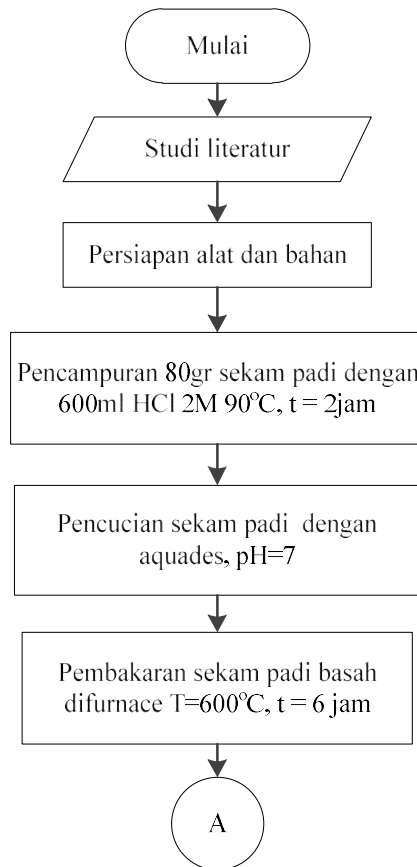 Mulai
Studi literatur
Persiapan alat dan bahan
Pencampuran 80gr sekam padi dengan
600ml HCl 2M 90°C, t = 2jam
Pencucian sekam padi dengan
aquades, pH=7
Pembakaran sekam padi basah
difurnace T=600°C, t = 6 jam
A